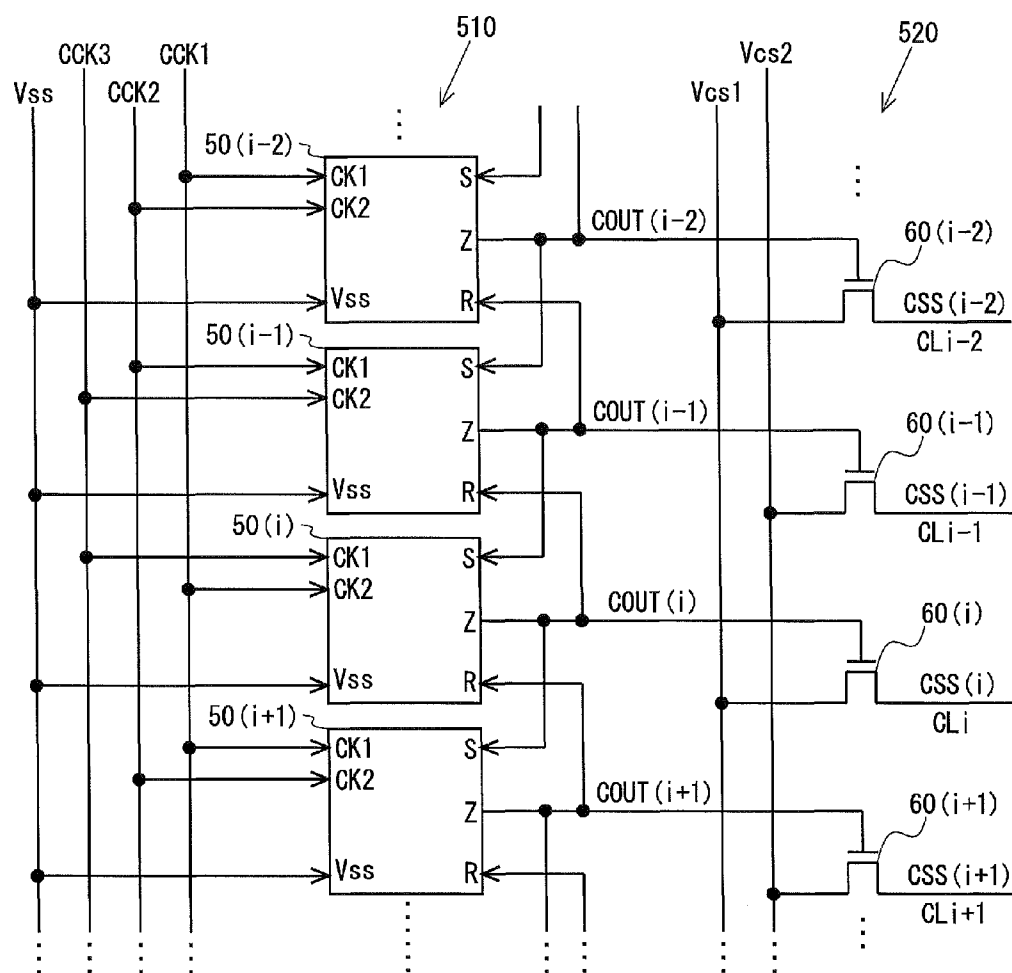 510
520
CCK3
CCK1
Vcs2
Vss
CCK2
Vcs1
50(i-2)
CK1
S
CK2
Z
COUT(i-2)
60(i-2)
Vss
R
CSS(i-2)
CLi-2
50(i-1)
CK1
S
CK2
Z
COUT(i-1)
60(i-1)
Vss
R
CSS(i-1)
CLi-1
50(i)
CK1
S
CK2
Z
COUT(i)
60(i)
Vss
R
CSS(i)
CLi
50(i+1)
CK1
S
CK2
Z
COUT(i+1)
60(i+1)
Vss
R
CSS(i+1)
CLi+1